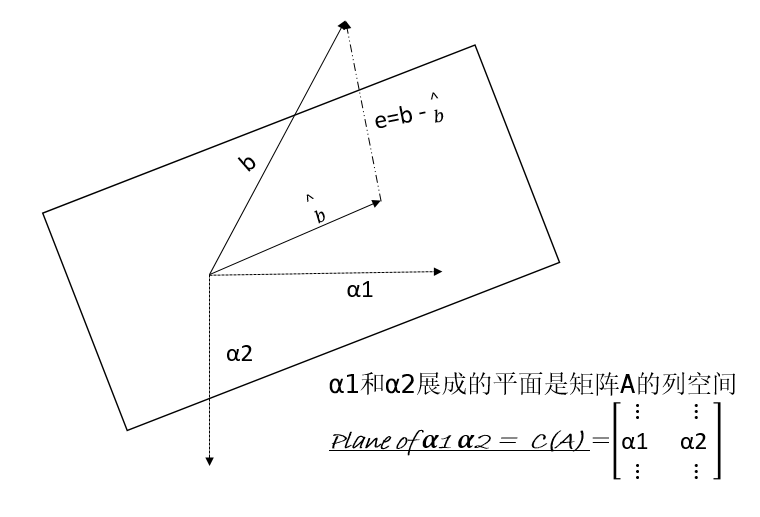 e=b - b̂
b
b̂
α1
α2
α1和α2展成的平面是矩阵A的列空间
Plane of α1 α2 = C(A) = [ ⋮ ⋮
α1 α2
⋮ ⋮ ]